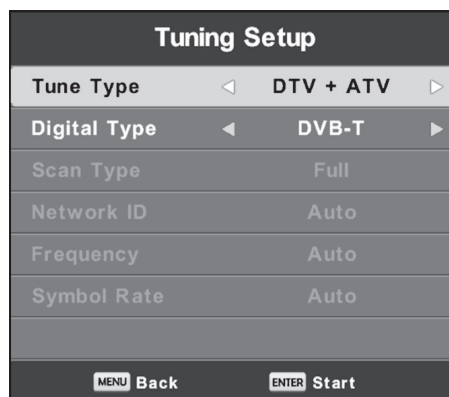 Tuning Setup
Tune Type DTV + ATV
Digital Type DVB-T
Scan Type Full
Network ID Auto
Frequency Auto
Symbol Rate Auto
MENU Back ENTER Start